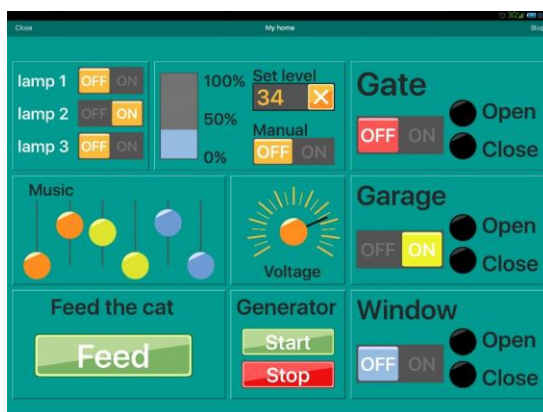 3G
Close My home Stop
lamp 1 OFF ON
lamp 2 OFF ON
lamp 3 OFF ON
100%
50%
0%
Set level
34 X
Manual
OFF ON
Gate
OFF ON
Open
Close
Music
Voltage
Garage
OFF ON
Open
Close
Feed the cat
Feed
Generator
Start
Stop
Window
OFF ON
Open
Close